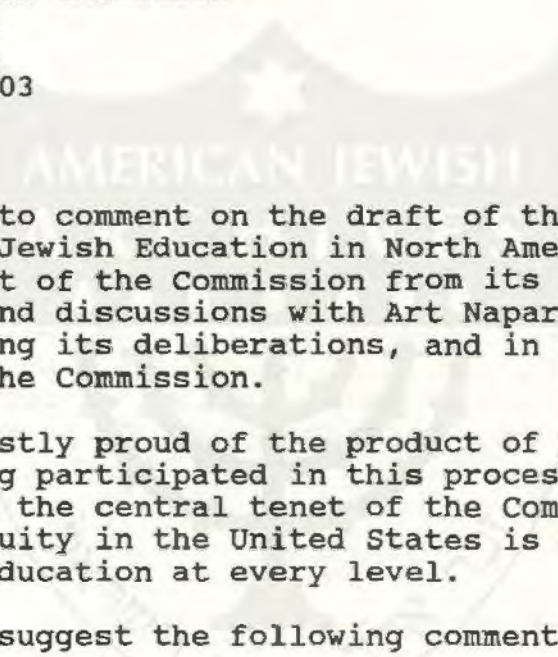 03
AMERICAN JEWISH
to comment on the draft of th
Jewish Education in North Ame
t of the Commission from its
nd discussions with Art Napar
ng its deliberations, and in
he Commission.
stly proud of the product of
g participated in this proces
the central tenet of the Com
uity in the United States is
ducation at every level.
suggest the following comment